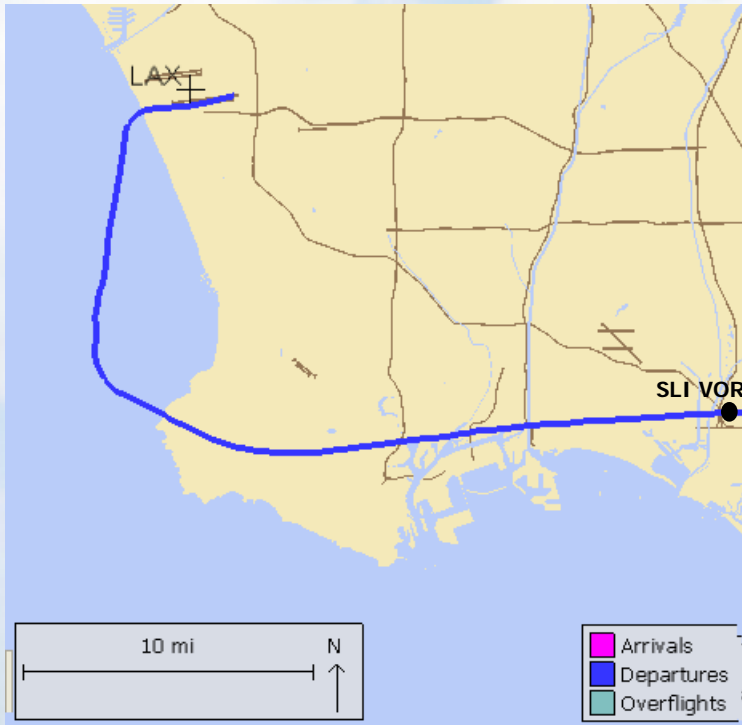 LAX
SLI VOR
10 mi
N
Arrivals
Departures
Overflights